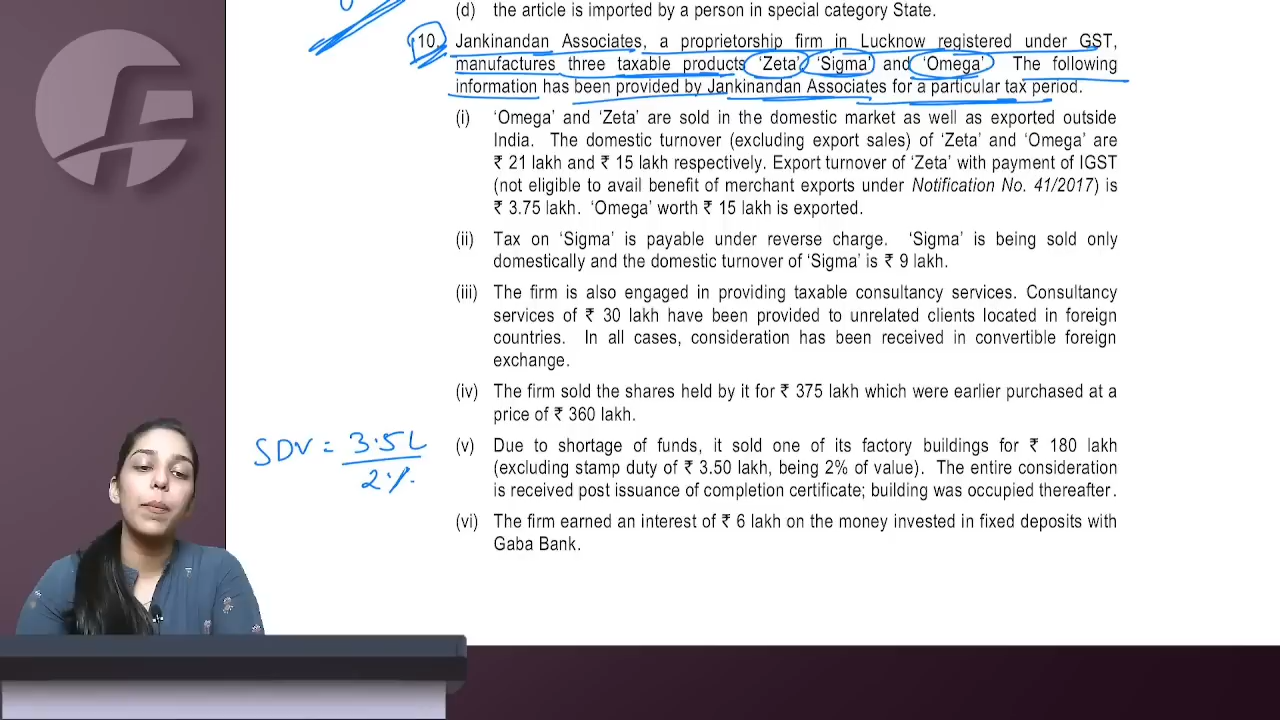 (d) the article is imported by a person in special category State.
10. Jankinandan Associates, a proprietorship firm in Lucknow registered under GST,
manufactures three taxable products 'Zeta' 'Sigma' and 'Omega' The following
information has been provided by Jankinandan Associates for a particular tax period.
(i) 'Omega' and 'Zeta' are sold in the domestic market as well as exported outside
India. The domestic turnover (excluding export sales) of 'Zeta' and 'Omega' are
₹ 21 lakh and ₹ 15 lakh respectively. Export turnover of 'Zeta' with payment of IGST
(not eligible to avail benefit of merchant exports under Notification No. 41/2017) is
₹ 3.75 lakh. 'Omega' worth ₹ 15 lakh is exported.
(ii) Tax on 'Sigma' is payable under reverse charge. 'Sigma' is being sold only
domestically and the domestic turnover of 'Sigma' is ₹ 9 lakh.
(iii) The firm is also engaged in providing taxable consultancy services. Consultancy
services of ₹ 30 lakh have been provided to unrelated clients located in foreign
countries. In all cases, consideration has been received in convertible foreign
exchange.
(iv) The firm sold the shares held by it for ₹ 375 lakh which were earlier purchased at a
price of ₹ 360 lakh.
SDV = 3.5L
2%
(v) Due to shortage of funds, it sold one of its factory buildings for ₹ 180 lakh
(excluding stamp duty of ₹ 3.50 lakh, being 2% of value). The entire consideration
is received post issuance of completion certificate; building was occupied thereafter.
(vi) The firm earned an interest of ₹ 6 lakh on the money invested in fixed deposits with
Gaba Bank.